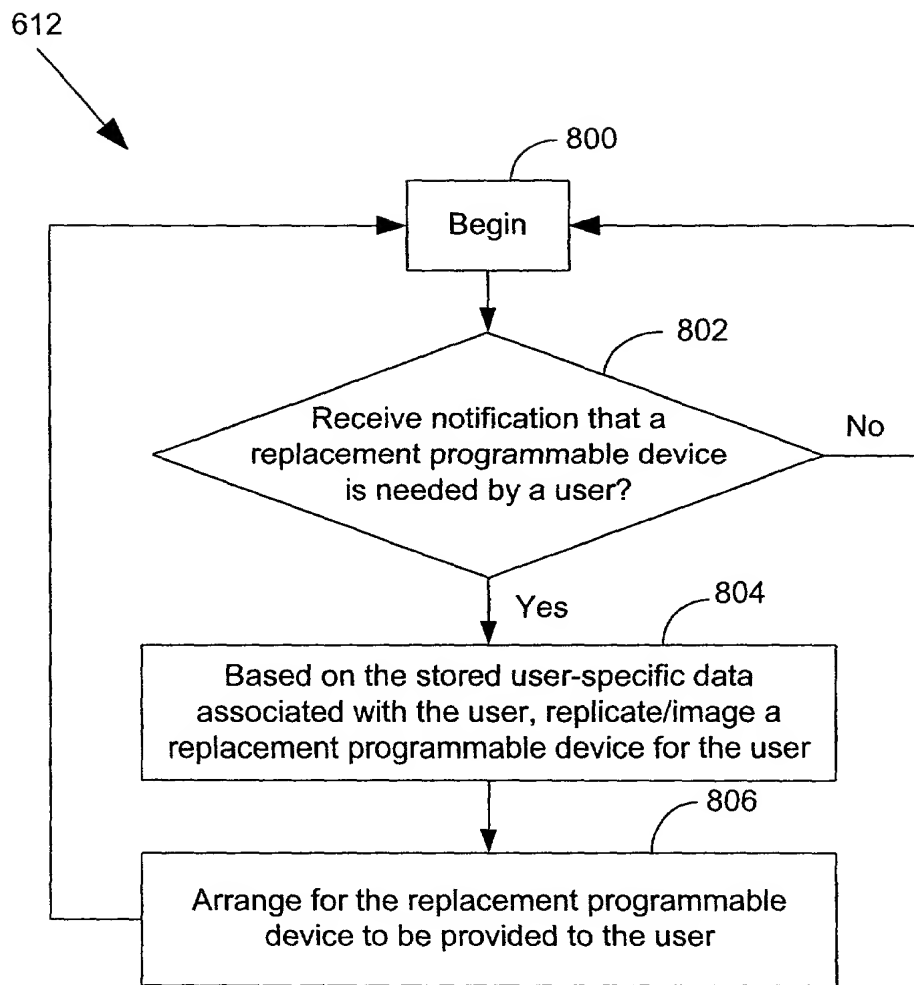 612
800
Begin
802
Receive notification that a
replacement programmable device
is needed by a user?
No
Yes
804
Based on the stored user-specific data
associated with the user, replicate/image a
replacement programmable device for the user
806
Arrange for the replacement programmable
device to be provided to the user